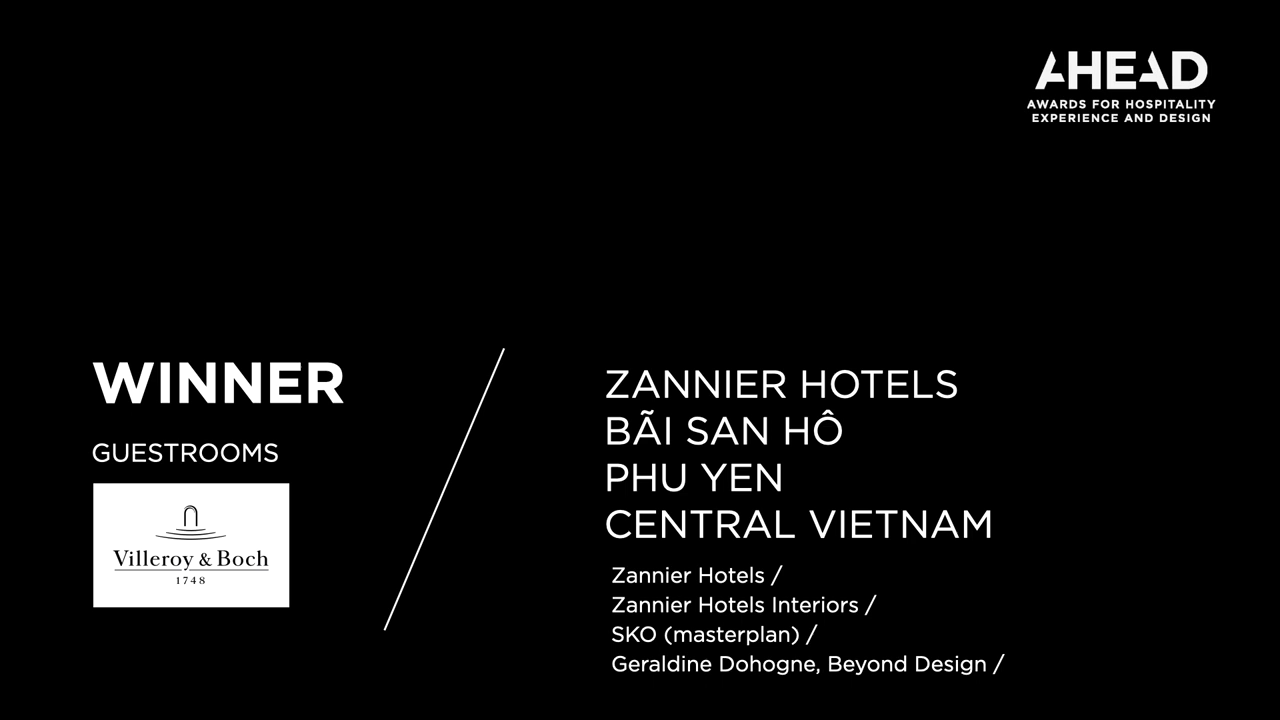 AHEAD
AWARDS FOR HOSPITALITY
EXPERIENCE AND DESIGN
WINNER
GUESTROOMS
Villeroy & Boch
1748
ZANNIER HOTELS
BÃI SAN HÔ
PHU YEN
CENTRAL VIETNAM
Zannier Hotels /
Zannier Hotels Interiors /
SKO (masterplan) /
Geraldine Dohogne, Beyond Design /